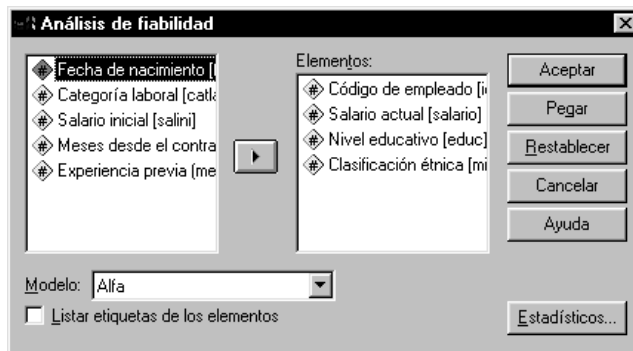 Análisis de fiabilidad
Fecha de nacimiento [
Categoría laboral [catla
Salario inicial [salini]
Meses desde el contra
Experiencia previa (me
Elementos:
Código de empleado [i
Salario actual [salario]
Nivel educativo [educ]
Clasificación étnica [mi
Aceptar
Pegar
Restablecer
Cancelar
Ayuda
Modelo: Alfa
Listar etiquetas de los elementos
Estadísticos...